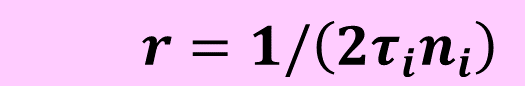 𝒓 = 𝟏/(𝟐𝝉ᵢ𝒏ᵢ)